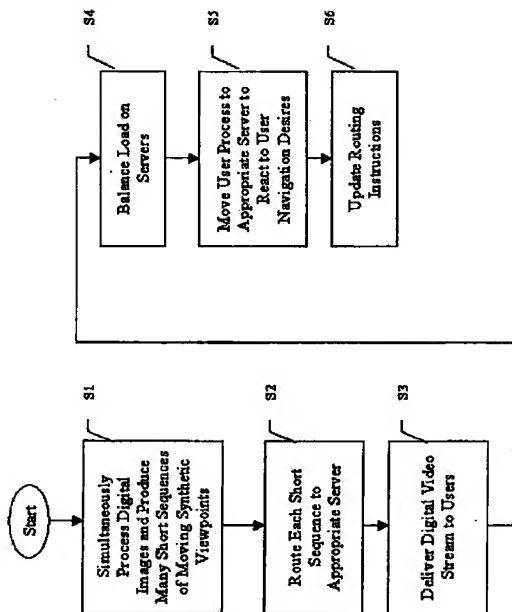 Start
S1
Simultaneously
Process Digital
Images and Produce
Many Short Sequences
of Moving Synthetic
Viewpoints
S2
Route Each Short
Sequence to
Appropriate Server
S3
Deliver Digital Video
Stream to Users
S4
Balance Load on
Servers
S5
Move User Process to
Appropriate Server to
React to User
Navigation Desires
S6
Update Routing
Instructions